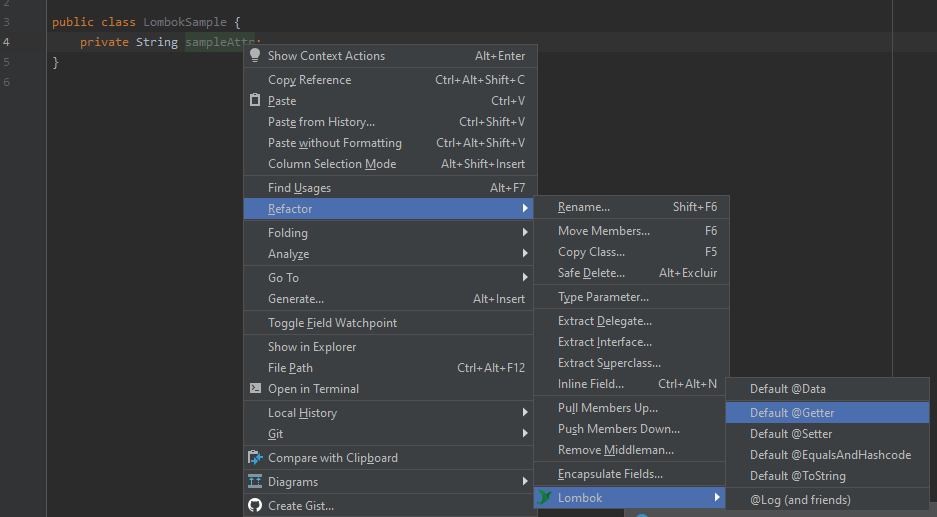 2
3 public class LombokSample {
4 private String sampleAttr;
5 }
6
Show Context Actions Alt+Enter
Copy Reference Ctrl+Alt+Shift+C
Paste Ctrl+V
Paste from History... Ctrl+Shift+V
Paste without Formatting Ctrl+Alt+Shift+V
Column Selection Mode Alt+Shift+Insert
Find Usages Alt+F7
Refactor
Folding
Analyze
Go To
Generate... Alt+Insert
Toggle Field Watchpoint
Show in Explorer
File Path Ctrl+Alt+F12
Open in Terminal
Local History
Git
Compare with Clipboard
Diagrams
Create Gist...
Rename... Shift+F6
Move Members... F6
Copy Class... F5
Safe Delete... Alt+Excluir
Type Parameter...
Extract Delegate...
Extract Interface...
Extract Superclass...
Inline Field... Ctrl+Alt+N
Pull Members Up...
Push Members Down...
Remove Middleman...
Encapsulate Fields...
Lombok
Default @Data
Default @Getter
Default @Setter
Default @EqualsAndHashcode
Default @ToString
@Log (and friends)